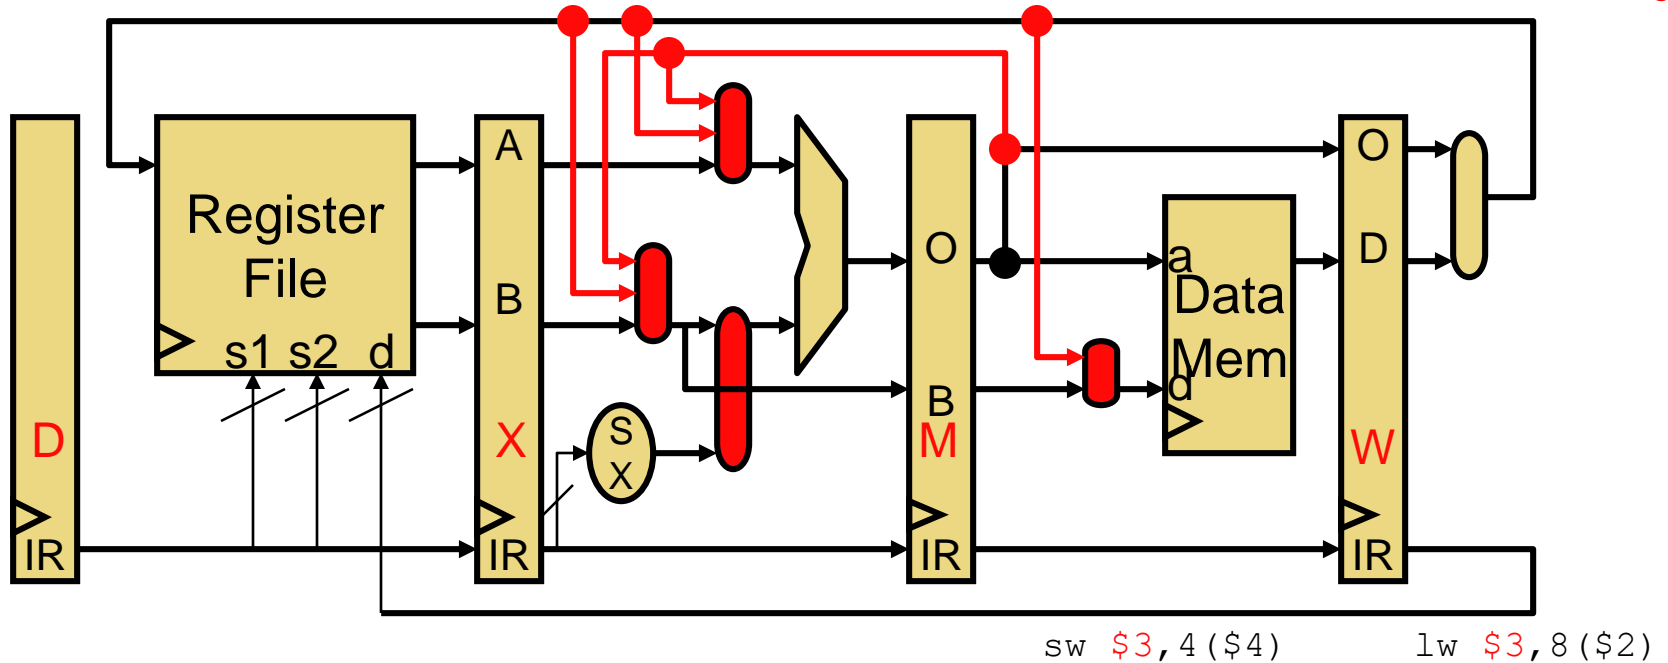 A
O
Register
File
O
D
a
Data
Mem
d
B
s1 s2 d
S
X
B
D
X
M
W
IR
IR
IR
IR
sw $3,4($4)
lw $3,8($2)